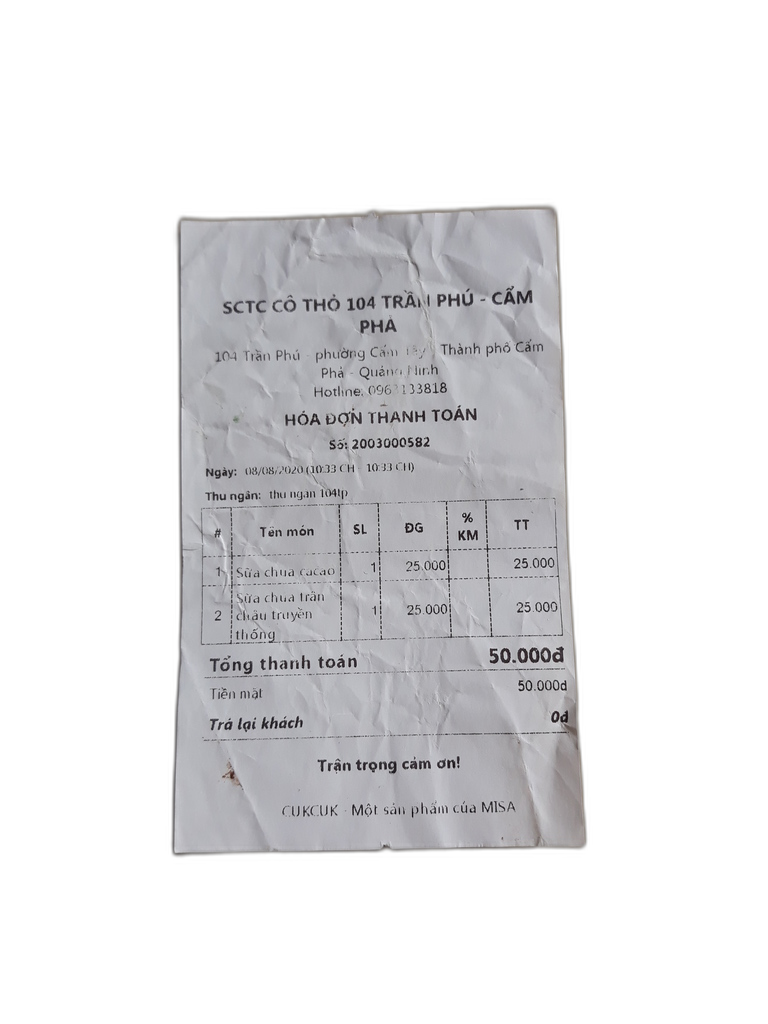 SCTC CÔ THỎ 104 TRẦN PHÚ - CẨM
PHẢ
104 Trần Phú - phường Cẩm Tây Thành phố Cẩm
Phả - Quảng Ninh
Hotline:
HÓA ĐƠN THANH TOÁN
Số: 2003000582
Ngày: 08/08/2020 (10:33 CH - 10:33 CH)
Thu ngân: thu ngan 104tp
# Tên món SL ĐG % KM TT
1 Sữa chua cacao 1 25.000 25.000
Sữa chua trân
2 châu truyền 1 25.000 25.000
thống
Tổng thanh toán 50.000đ
Tiền mặt 50.000đ
Trả lại khách 0đ
Trân trọng cảm ơn!
CUKCUK - Một sản phẩm của MISA